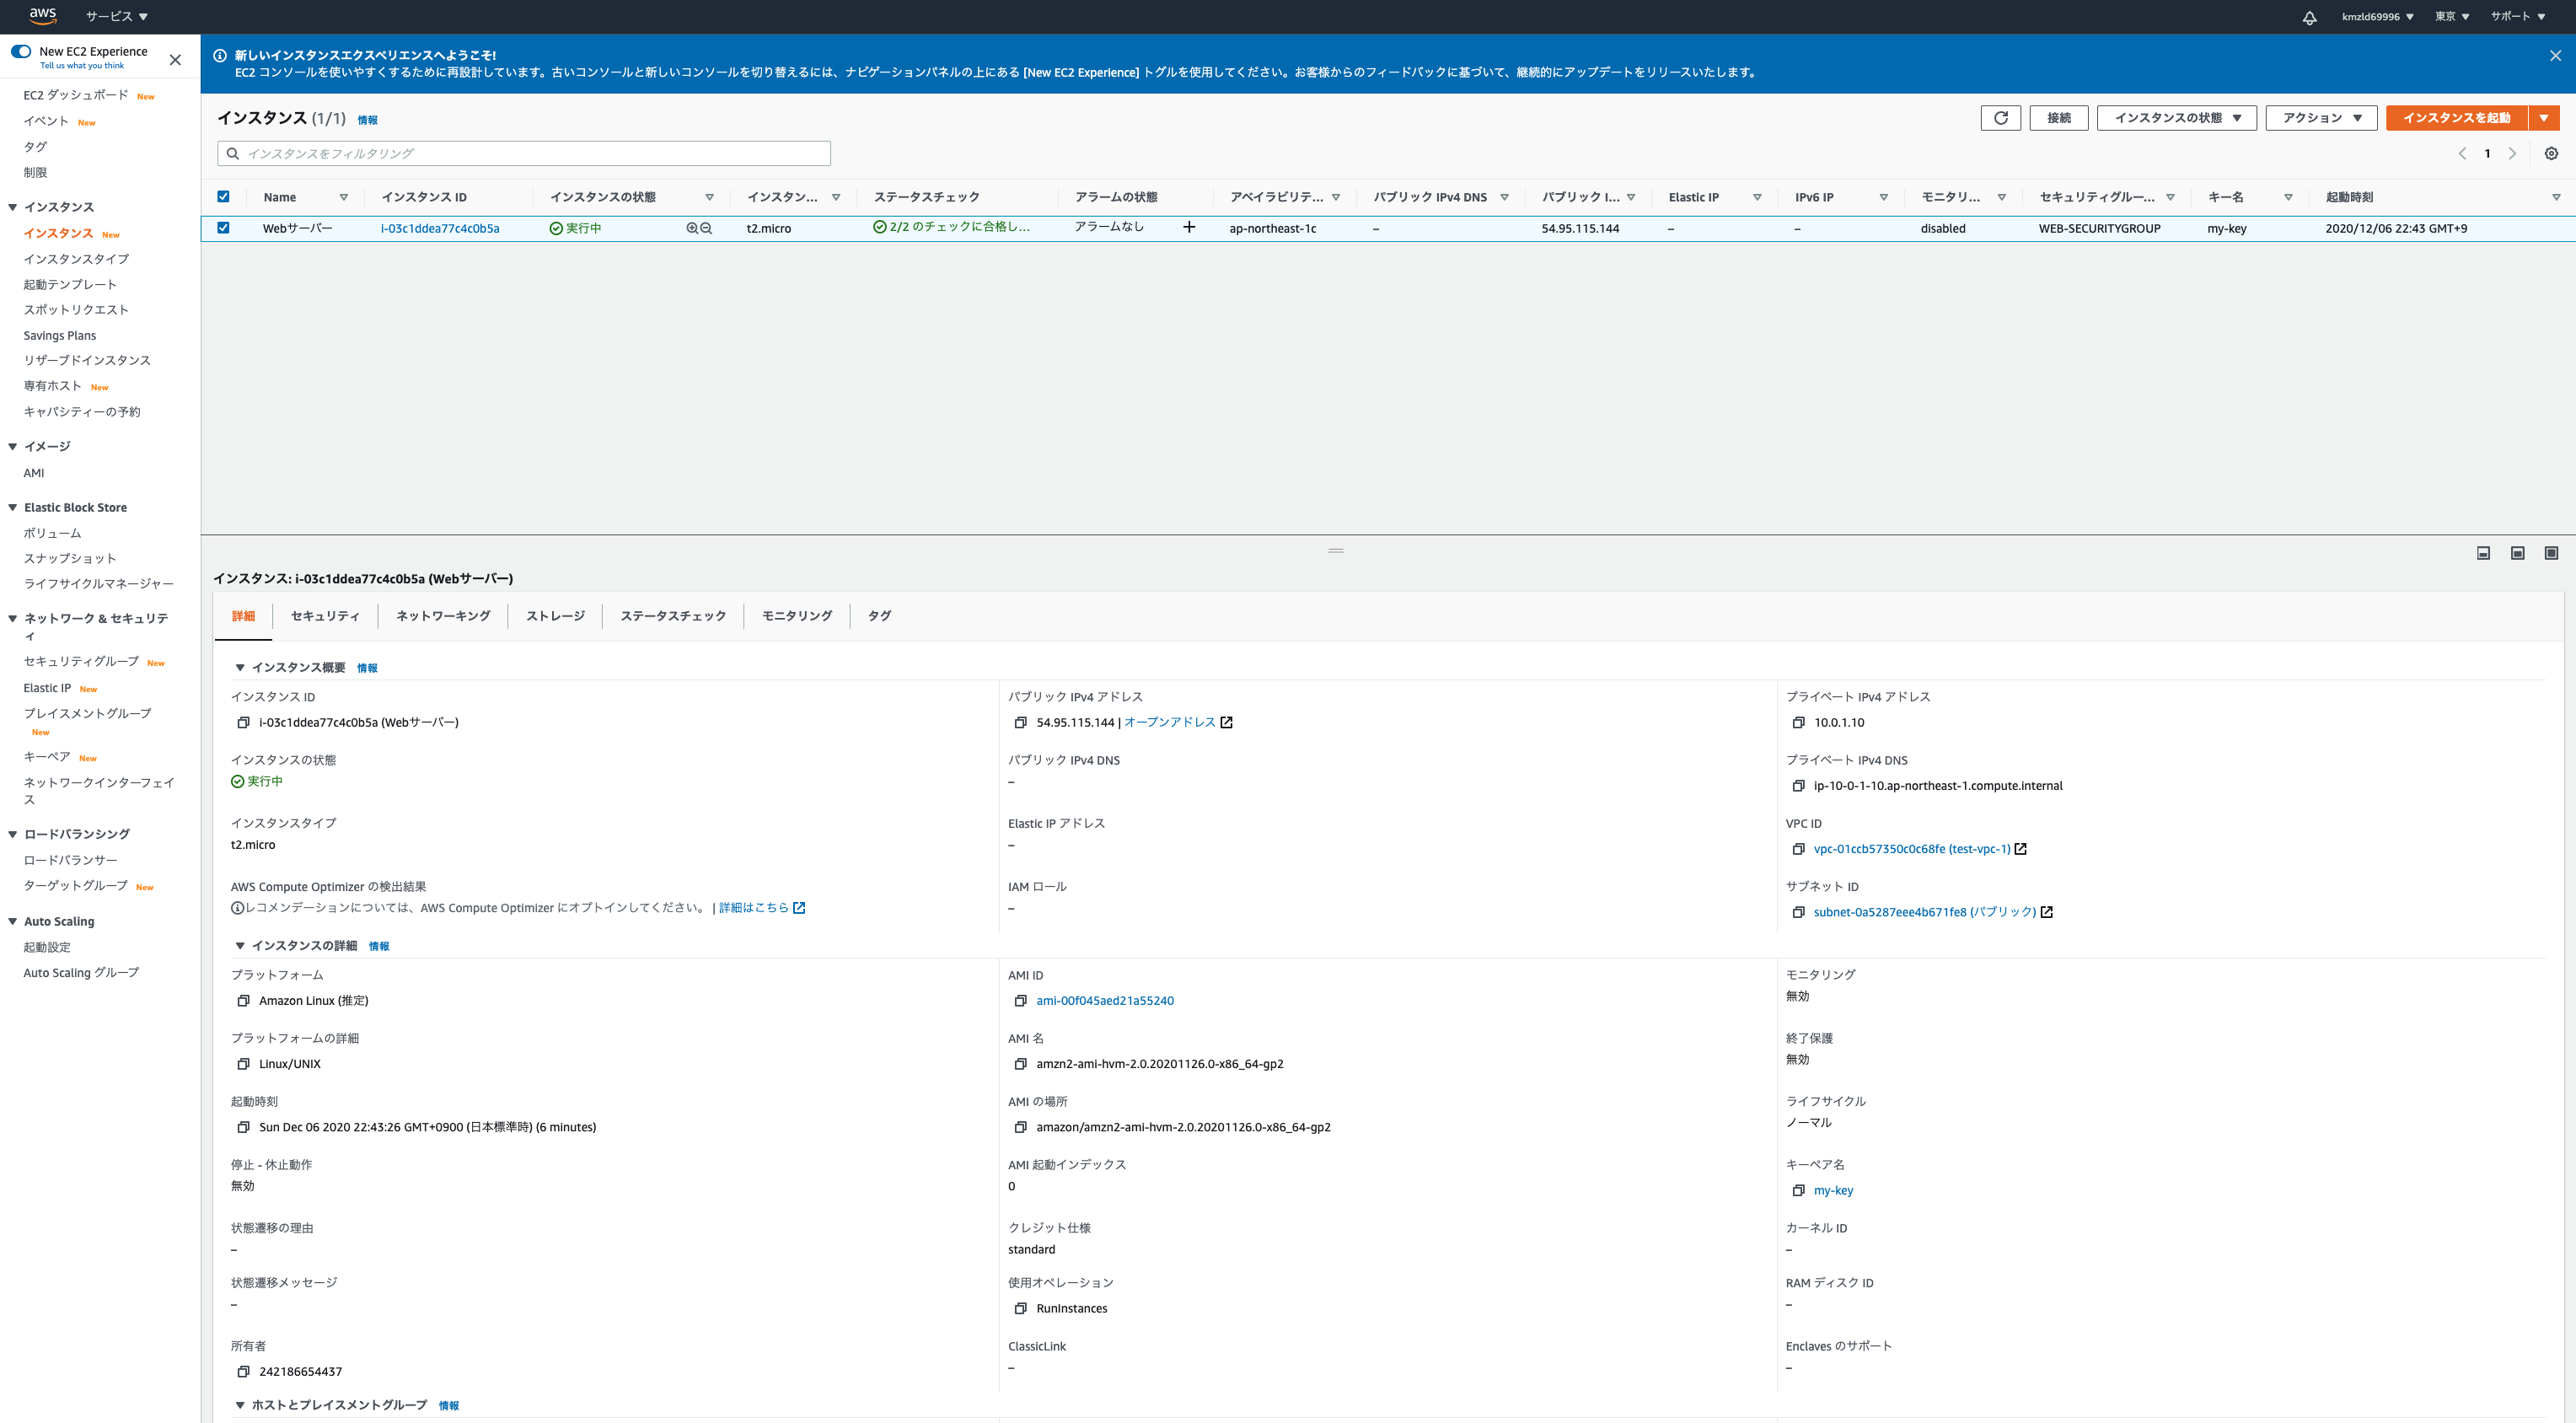 aws
サービス
kmzld69996
東京
サポート
New EC2 Experience
Tell us what you think
EC2 ダッシュボード New
イベント New
タグ
制限
インスタンス
インスタンス New
インスタンスタイプ
起動テンプレート
スポットリクエスト
Savings Plans
リザーブドインスタンス
専有ホスト New
キャパシティーの予約
イメージ
AMI
Elastic Block Store
ボリューム
スナップショット
ライフサイクルマネージャー
ネットワーク & セキュリテ
ィ
セキュリティグループ New
Elastic IP New
プレイスメントグループ
New
キーペア New
ネットワークインターフェイ
ス
ロードバランシング
ロードバランサー
ターゲットグループ New
Auto Scaling
起動設定
Auto Scaling グループ
新しいインスタンスエクスペリエンスへようこそ!
EC2 コンソールを使いやすくするために再設計しています。古いコンソールと新しいコンソールを切り替えるには、ナビゲーションパネルの上にある [New EC2 Experience] トグルを使用してください。お客様からのフィードバックに基づいて、継続的にアップデートをリリースいたします。
インスタンス (1/1) 情報
接続
インスタンスの状態
アクション
インスタンスを起動
インスタンスをフィルタリング
1
Name インスタンス ID インスタンスの状態 インスタン... ステータスチェック アラームの状態 アベイラビリテ... パブリック IPv4 DNS パブリック I... Elastic IP IPv6 IP モニタリ... セキュリティグルー... キー名 起動時刻
Webサーバー i-03c1ddea77c4c0b5a 実行中 t2.micro 2/2 のチェックに合格し... アラームなし ap-northeast-1c – 54.95.115.144 – – disabled WEB-SECURITYGROUP my-key 2020/12/06 22:43 GMT+9
インスタンス: i-03c1ddea77c4c0b5a (Webサーバー)
詳細 セキュリティ ネットワーキング ストレージ ステータスチェック モニタリング タグ
インスタンス概要 情報
インスタンス ID パブリック IPv4 アドレス プライベート IPv4 アドレス
i-03c1ddea77c4c0b5a (Webサーバー) 54.95.115.144 | オープンアドレス 10.0.1.10
インスタンスの状態 パブリック IPv4 DNS プライベート IPv4 DNS
実行中 – ip-10-0-1-10.ap-northeast-1.compute.internal
インスタンスタイプ Elastic IP アドレス VPC ID
t2.micro – vpc-01ccb57350c0c68fe (test-vpc-1)
AWS Compute Optimizer の検出結果 IAM ロール サブネット ID
レコメンデーションについては、AWS Compute Optimizer にオプトインしてください。 | 詳細はこちら – subnet-0a5287eee4b671fe8 (パブリック)
インスタンスの詳細 情報
プラットフォーム AMI ID モニタリング
Amazon Linux (推定) ami-00f045aed21a55240 無効
プラットフォームの詳細 AMI 名 終了保護
Linux/UNIX amzn2-ami-hvm-2.0.20201126.0-x86_64-gp2 無効
起動時刻 AMI の場所 ライフサイクル
Sun Dec 06 2020 22:43:26 GMT+0900 (日本標準時) (6 minutes) amazon/amzn2-ami-hvm-2.0.20201126.0-x86_64-gp2 ノーマル
停止 - 休止動作 AMI 起動インデックス キーペア名
無効 0 my-key
状態遷移の理由 クレジット仕様 カーネル ID
– standard –
状態遷移メッセージ 使用オペレーション RAM ディスク ID
– RunInstances –
所有者 ClassicLink Enclaves のサポート
242186654437 – –
ホストとプレイスメントグループ 情報